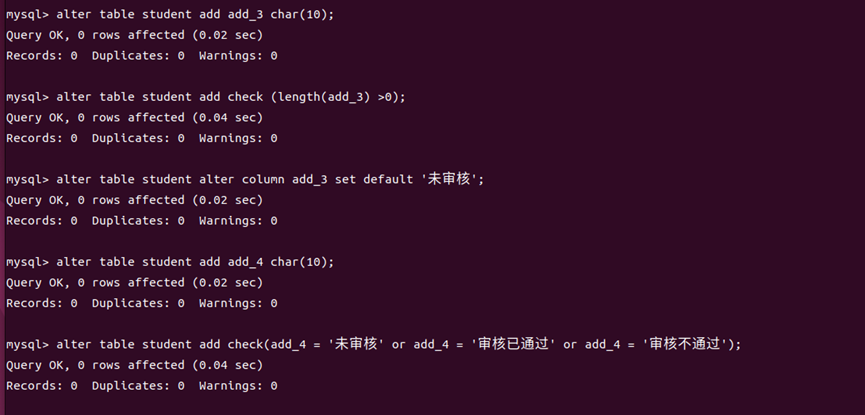 mysql> alter table student add add_3 char(10);
Query OK, 0 rows affected (0.02 sec)
Records: 0  Duplicates: 0  Warnings: 0
mysql> alter table student add check (length(add_3) >0);
Query OK, 0 rows affected (0.04 sec)
Records: 0  Duplicates: 0  Warnings: 0
mysql> alter table student alter column add_3 set default '未审核';
Query OK, 0 rows affected (0.02 sec)
Records: 0  Duplicates: 0  Warnings: 0
mysql> alter table student add add_4 char(10);
Query OK, 0 rows affected (0.02 sec)
Records: 0  Duplicates: 0  Warnings: 0
mysql> alter table student add check(add_4 = '未审核' or add_4 = '审核已通过' or add_4 = '审核不通过');
Query OK, 0 rows affected (0.04 sec)
Records: 0  Duplicates: 0  Warnings: 0